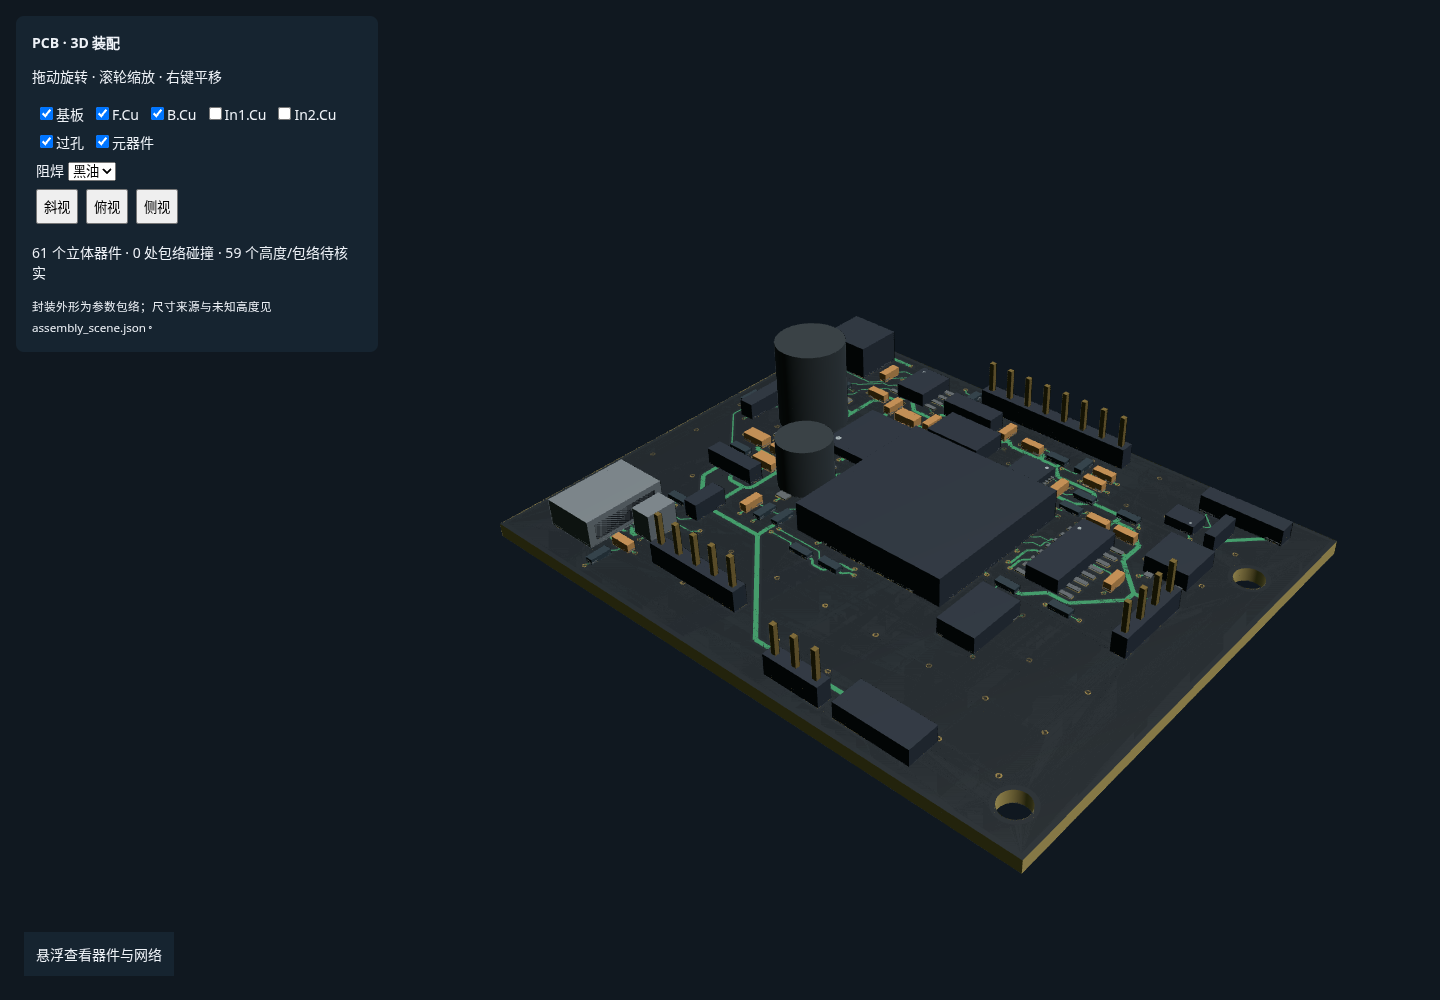 PCB · 3D 装配
拖动旋转 · 滚轮缩放 · 右键平移
基板 F.Cu B.Cu In1.Cu In2.Cu
过孔 元器件
阻焊 黑油
斜视 俯视 侧视
61 个立体器件 · 0 处包络碰撞 · 59 个高度/包络待核
实
封装外形为参数包络；尺寸来源与未知高度见
assembly_scene.json。
悬浮查看器件与网络